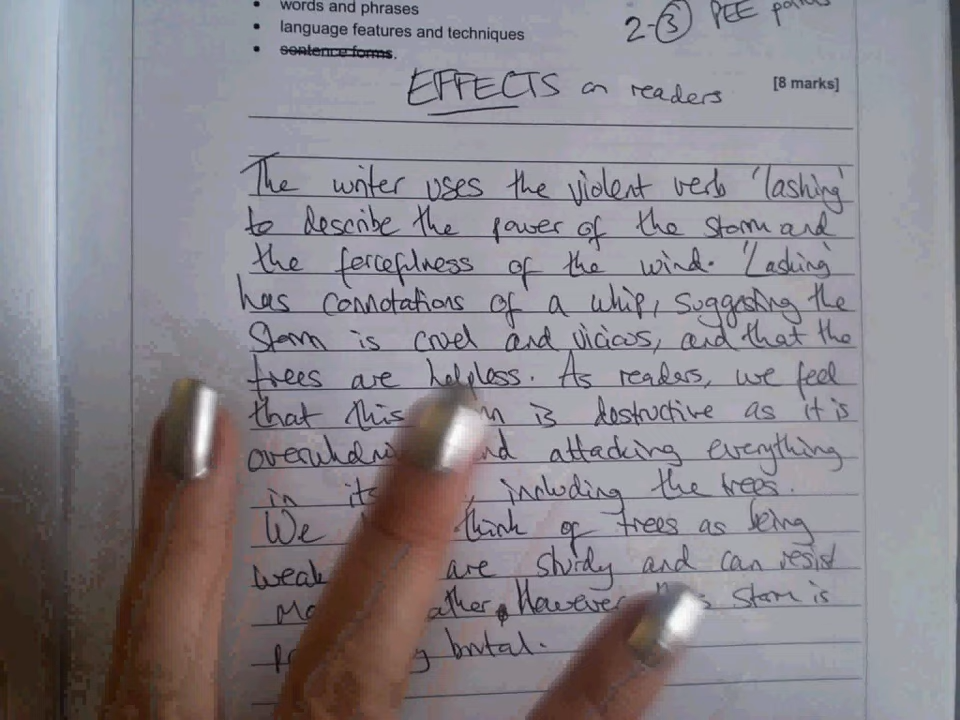 words and phrases
language features and techniques
sentence forms.
2-3 PEE points
EFFECTS on readers
[8 marks]
The writer uses the violent verb 'lashing'
to describe the power of the storm and
the forcefulness of the wind. 'Lashing'
has connotations of a whip, suggesting the
storm is cruel and vicious, and that the
trees are helpless. As readers, we feel
that this is destructive as it is
attacking everything
in including the trees.
We think of trees as being
weak are sturdy and can resist
However this storm is
brutal.